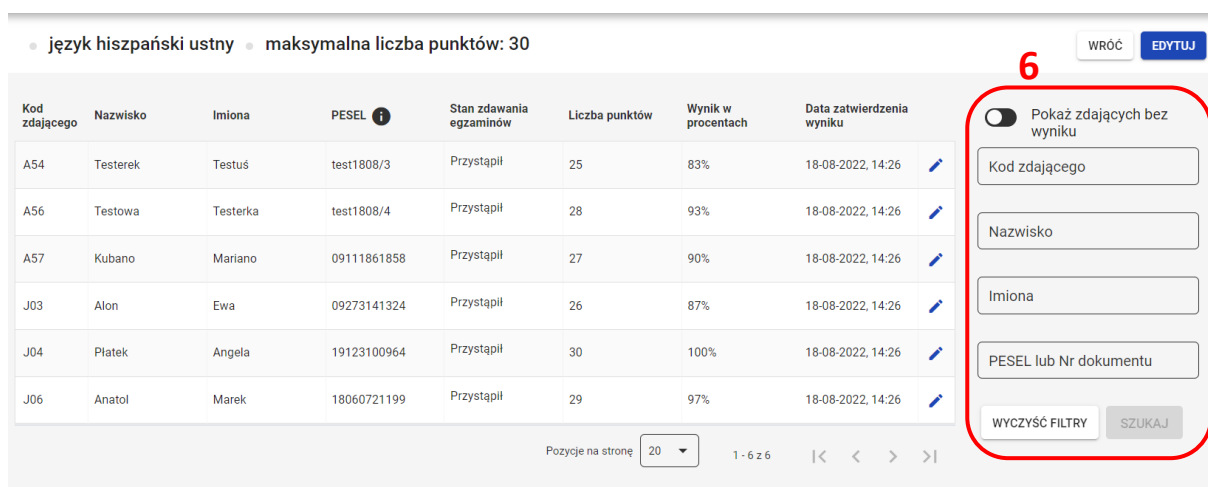 język hiszpański ustny maksymalna liczba punktów: 30 WRÓĆ EDYTUJ
6
Kod zdającego Nazwisko Imiona PESEL i Stan zdawania egzaminów Liczba punktów Wynik w procentach Data zatwierdzenia wyniku
A54 Testerek Testuś test1808/3 Przystąpił 25 83% 18-08-2022, 14:26
A56 Testowa Testerka test1808/4 Przystąpił 28 93% 18-08-2022, 14:26
A57 Kubano Mariano 09111861858 Przystąpił 27 90% 18-08-2022, 14:26
J03 Alon Ewa 09273141324 Przystąpił 26 87% 18-08-2022, 14:26
J04 Płatek Angela 19123100964 Przystąpił 30 100% 18-08-2022, 14:26
J06 Anatol Marek 18060721199 Przystąpił 29 97% 18-08-2022, 14:26
Pozycje na stronę 20 1 - 6 z 6
Pokaż zdających bez
wyniku
Kod zdającego
Nazwisko
Imiona
PESEL lub Nr dokumentu
WYCZYŚĆ FILTRY SZUKAJ